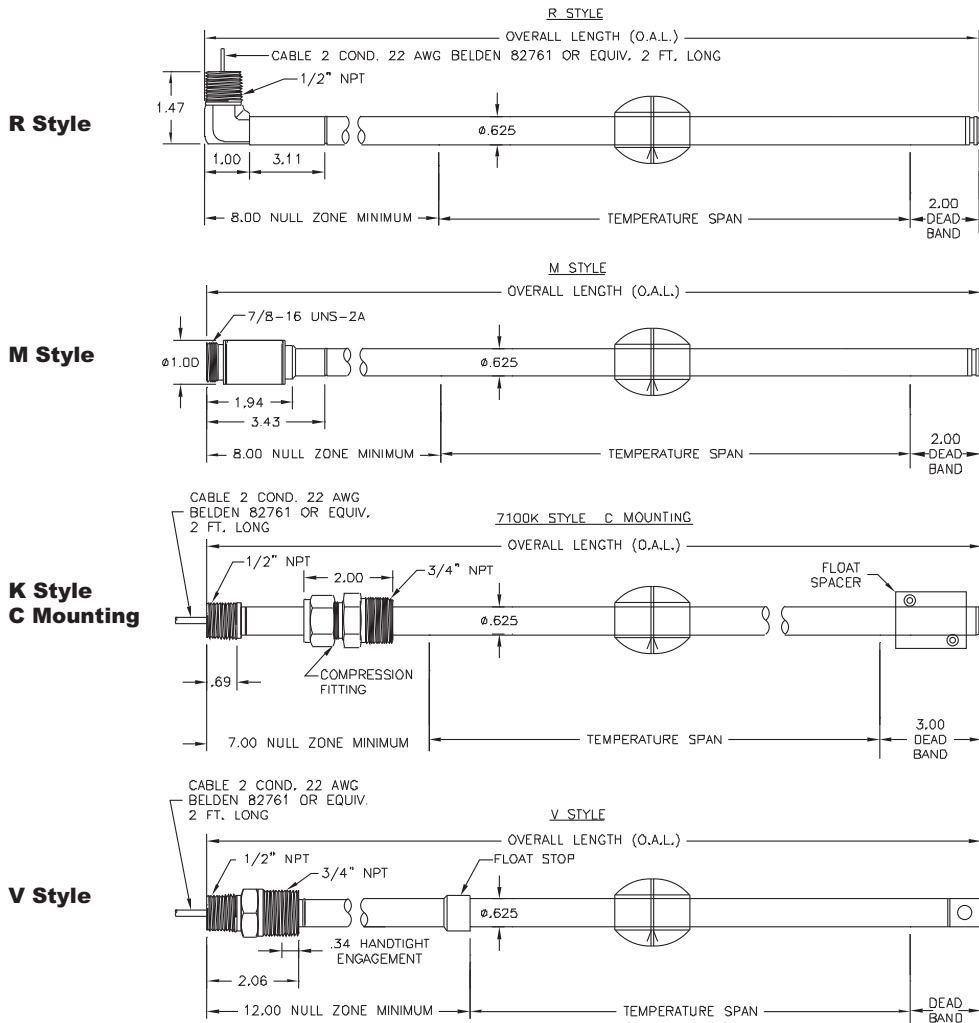 R STYLE
OVERALL LENGTH (O.A.L.)
CABLE 2 COND. 22 AWG BELDEN 82761 OR EQUIV, 2 FT. LONG
1/2" NPT
1.47
R Style
ø.625
1.00
3.11
2.00
DEAD
BAND
8.00 NULL ZONE MINIMUM
TEMPERATURE SPAN
M STYLE
OVERALL LENGTH (O.A.L.)
7/8-16 UNS-2A
M Style
ø1.00
ø.625
1.94
3.43
2.00
DEAD
BAND
8.00 NULL ZONE MINIMUM
TEMPERATURE SPAN
CABLE 2 COND. 22 AWG
BELDEN 82761 OR EQUIV,
2 FT. LONG
7100K STYLE C MOUNTING
OVERALL LENGTH (O.A.L.)
1/2" NPT
2.00
3/4" NPT
FLOAT
SPACER
K Style
C Mounting
ø.625
.69
COMPRESSION
FITTING
3.00
DEAD
BAND
7.00 NULL ZONE MINIMUM
TEMPERATURE SPAN
CABLE 2 COND, 22 AWG
BELDEN 82761 OR EQUIV.
2 FT. LONG
V STYLE
OVERALL LENGTH (O.A.L.)
1/2" NPT
3/4" NPT
FLOAT STOP
V Style
ø.625
.34 HANDTIGHT
ENGAGEMENT
2.06
12.00 NULL ZONE MINIMUM
TEMPERATURE SPAN
DEAD
BAND